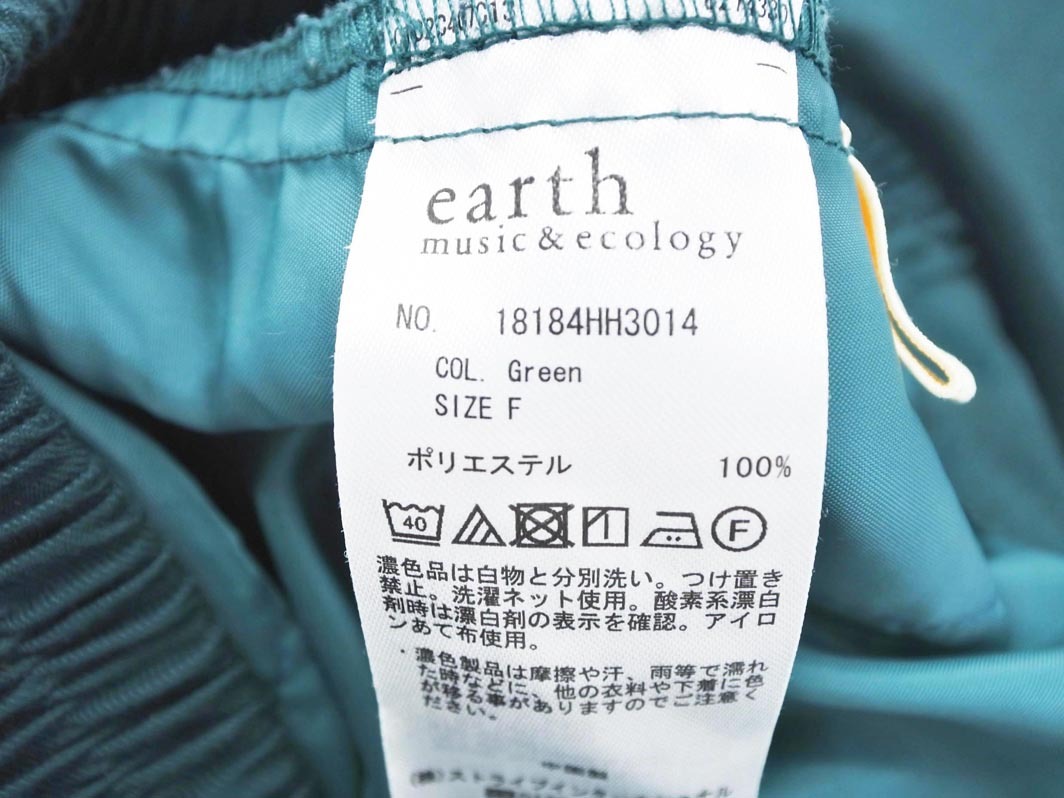 earth
music & ecology
NO. 18184HH3014
COL. Green
SIZE F
ポリエステル 100%
40 F
濃色品は白物と分別洗い。つけ置き
禁止。洗濯ネット使用。酸素系漂白
剤時は漂白剤の表示を確認。アイロ
ンあて布使用。
・濃色製品は摩擦や汗、雨等で濡れ
た時などに、他の衣料や下着に色
が移る事がありますのでご注意く
ださい。
中国製